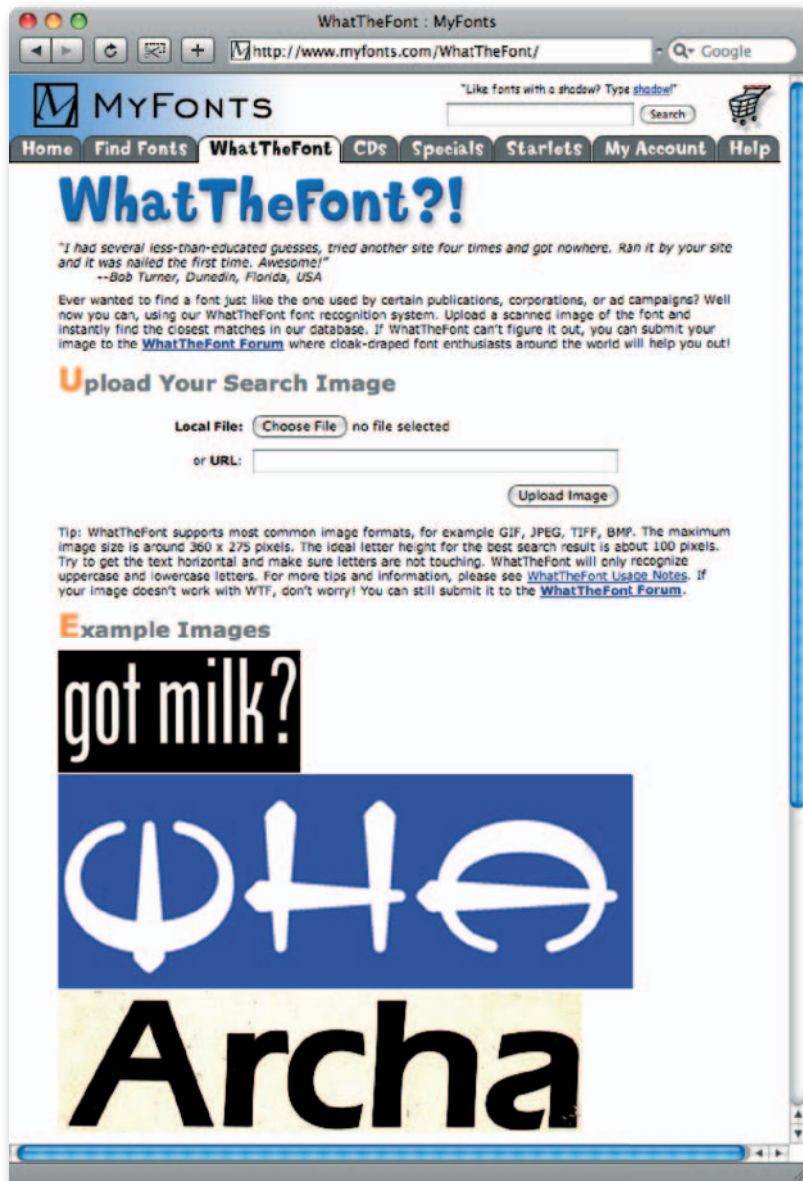 WhatTheFont : MyFonts
http://www.myfonts.com/WhatTheFont/
Google
MYFONTS
"Like fonts with a shadow? Type shadow!"
Search
Home Find Fonts WhatTheFont CDs Specials Starlets My Account Help
WhatTheFont?!
"I had several less-than-educated guesses, tried another site four times and got nowhere. Ran it by your site
and it was nailed the first time. Awesome!"
--Bob Turner, Dunedin, Florida, USA
Ever wanted to find a font just like the one used by certain publications, corporations, or ad campaigns? Well
now you can, using our WhatTheFont font recognition system. Upload a scanned image of the font and
instantly find the closest matches in our database. If WhatTheFont can't figure it out, you can submit your
image to the WhatTheFont Forum where cloak-draped font enthusiasts around the world will help you out!
Upload Your Search Image
Local File: Choose File no file selected
or URL:
Upload Image
Tip: WhatTheFont supports most common image formats, for example GIF, JPEG, TIFF, BMP. The maximum
image size is around 360 x 275 pixels. The ideal letter height for the best search result is about 100 pixels.
Try to get the text horizontal and make sure letters are not touching. WhatTheFont will only recognize
uppercase and lowercase letters. For more tips and information, please see WhatTheFont Usage Notes. If
your image doesn't work with WTF, don't worry! You can still submit it to the WhatTheFont Forum.
Example Images
got milk?
Archa